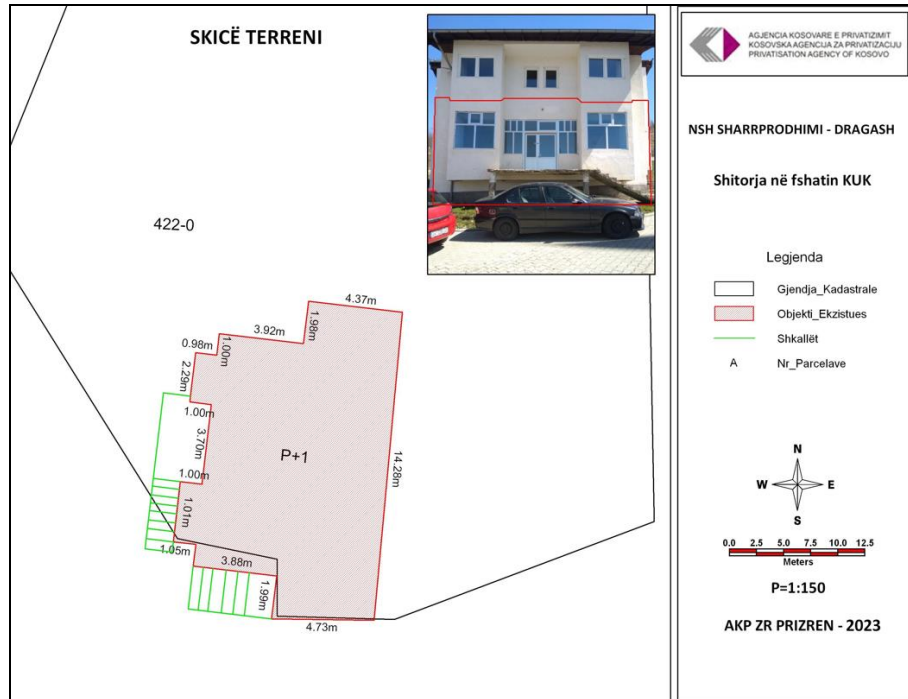 SKICË TERRENI
422-0
4.37m
3.92m
1.98m
0.98m
1.00m
2.29m
1.00m
3.70m
P+1
14.28m
1.00m
1.01m
1.05m
3.88m
1.99m
4.73m
AGJENCIA KOSOVARE E PRIVATIZIMIT
KOSOVSKA AGENCIJA ZA PRIVATIZACIJU
PRIVATISATION AGENCY OF KOSOVO
NSH SHARRPRODHIMI - DRAGASH
Shitorja në fshatin KUK
Legjenda
Gjendja_Kadastrale
Objekti_Ekzistues
Shkallët
A Nr_Parcelave
N
W E
S
0.0 2.5 5.0 7.5 10.0 12.5
Meters
P=1:150
AKP ZR PRIZREN - 2023